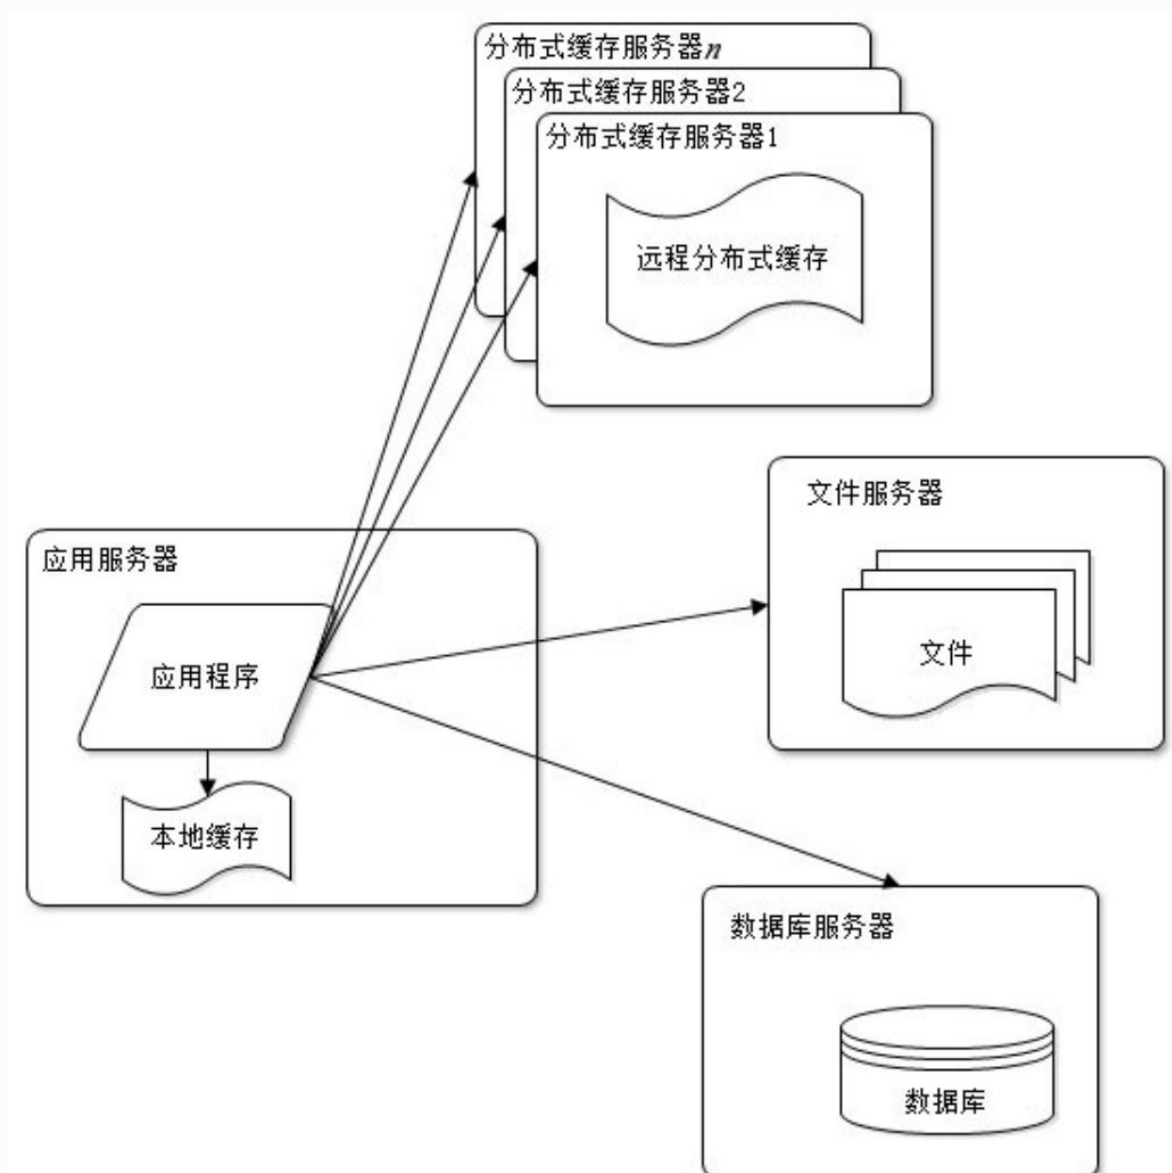 分布式缓存服务器n
分布式缓存服务器2
分布式缓存服务器1
远程分布式缓存
文件服务器
文件
应用服务器
应用程序
本地缓存
数据库服务器
数据库